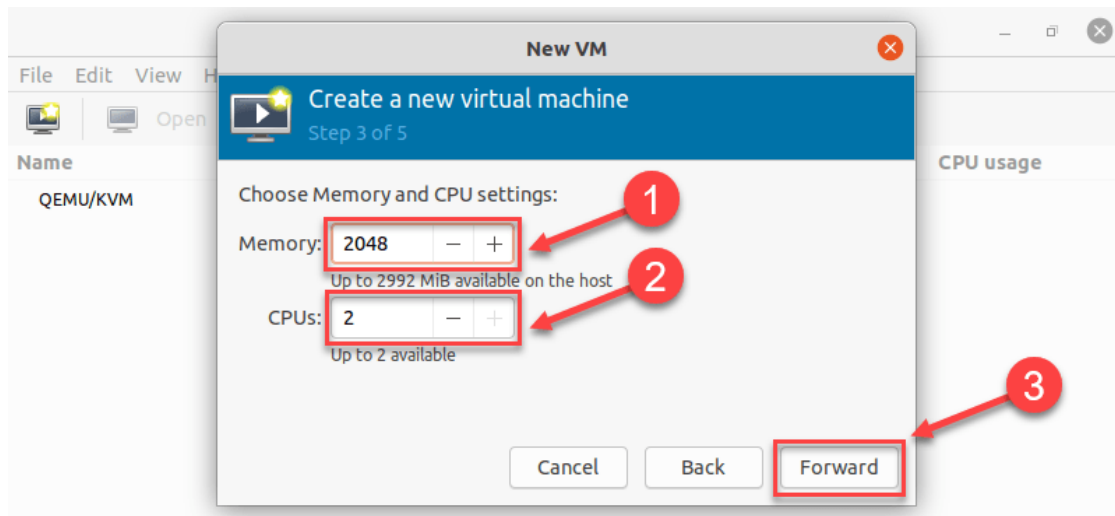 New VM
File Edit View H
Create a new virtual machine
Step 3 of 5
Open
Name
CPU usage
QEMU/KVM
Choose Memory and CPU settings:
1
Memory: 2048 − +
Up to 2992 MiB available on the host
2
CPUs: 2 − +
Up to 2 available
3
Cancel Back Forward